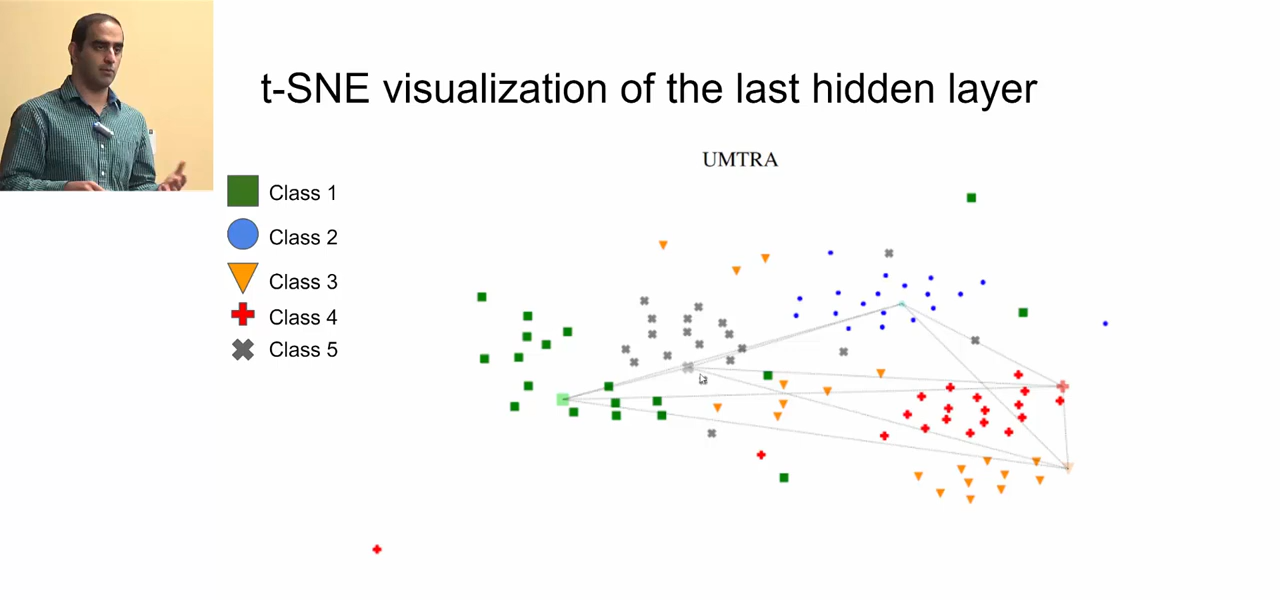 t-SNE visualization of the last hidden layer
UMTRA
Class 1
Class 2
Class 3
Class 4
Class 5